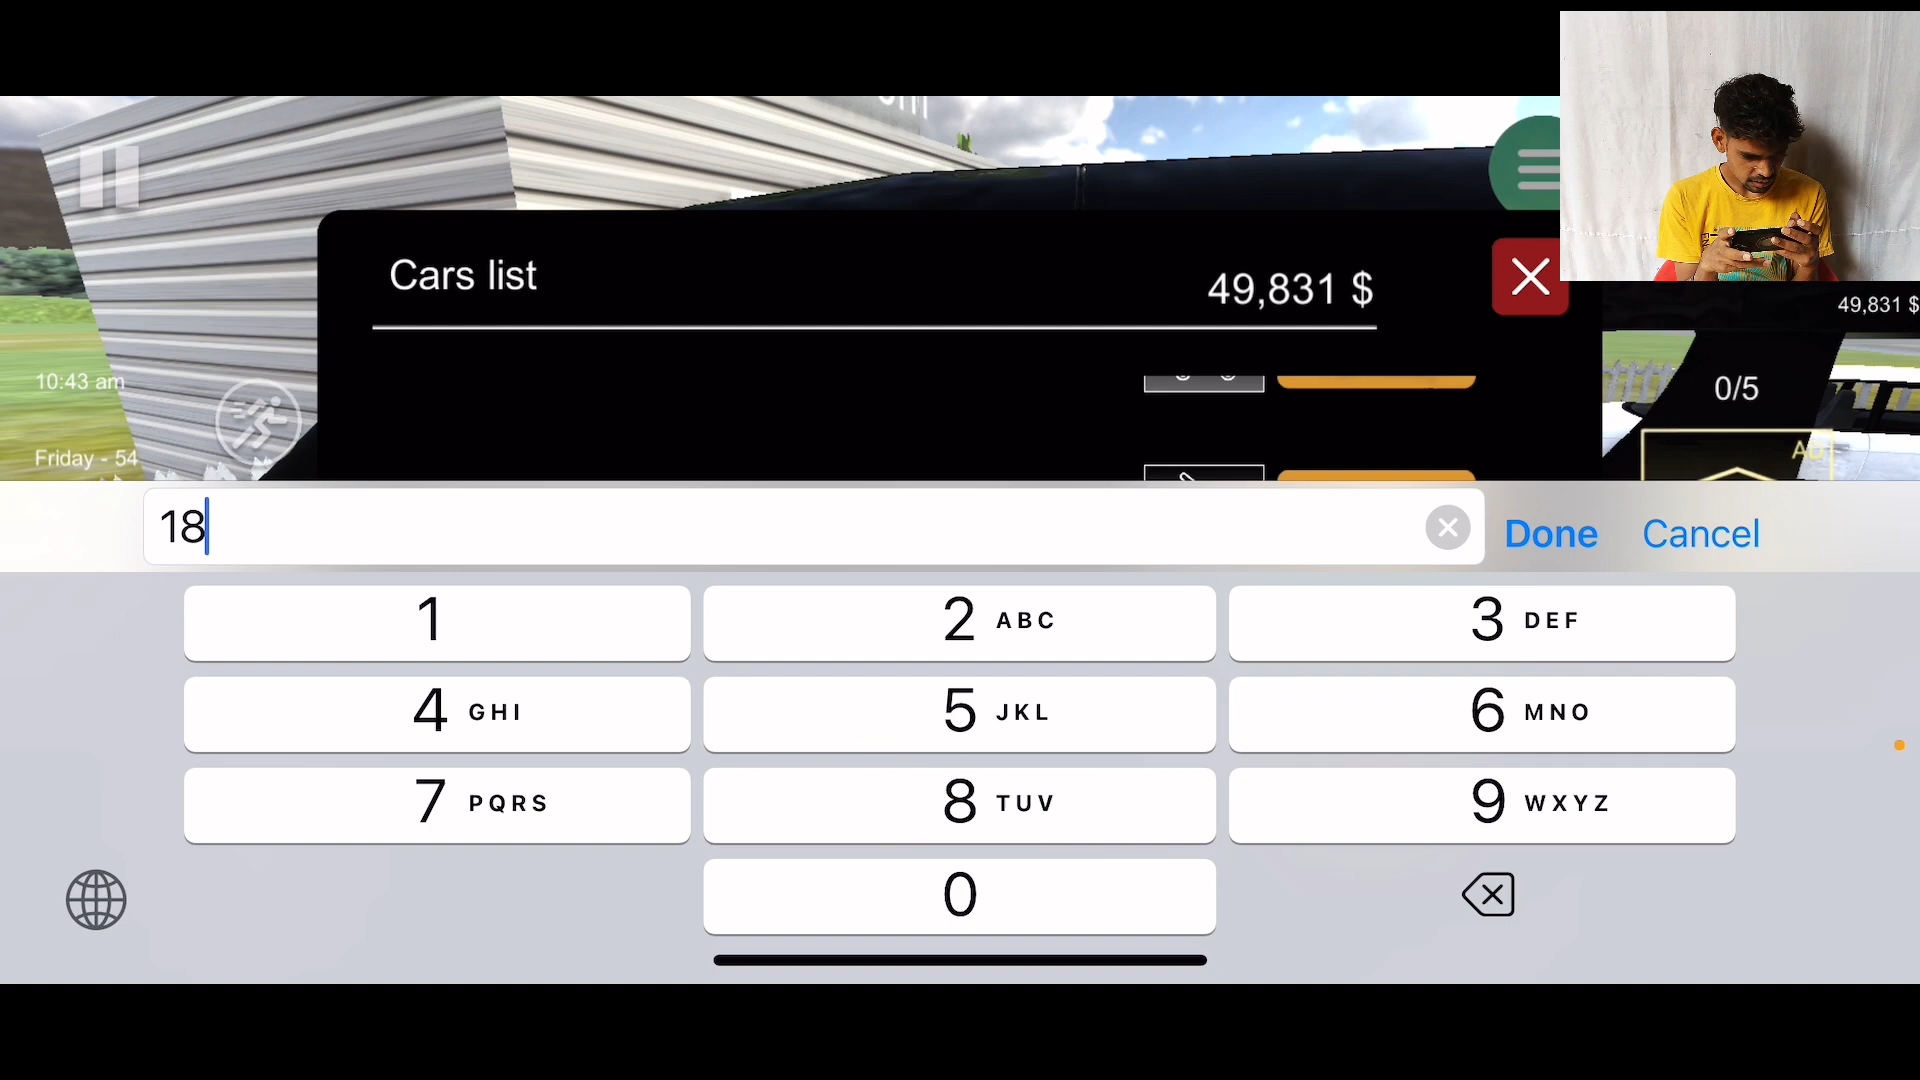 Cars list
49,831 $
49,831 $
10:43 am
0/5
Friday - 54
AD
18
Done
Cancel
1
2 ABC
3 DEF
4 GHI
5 JKL
6 MNO
7 PQRS
8 TUV
9 WXYZ
0